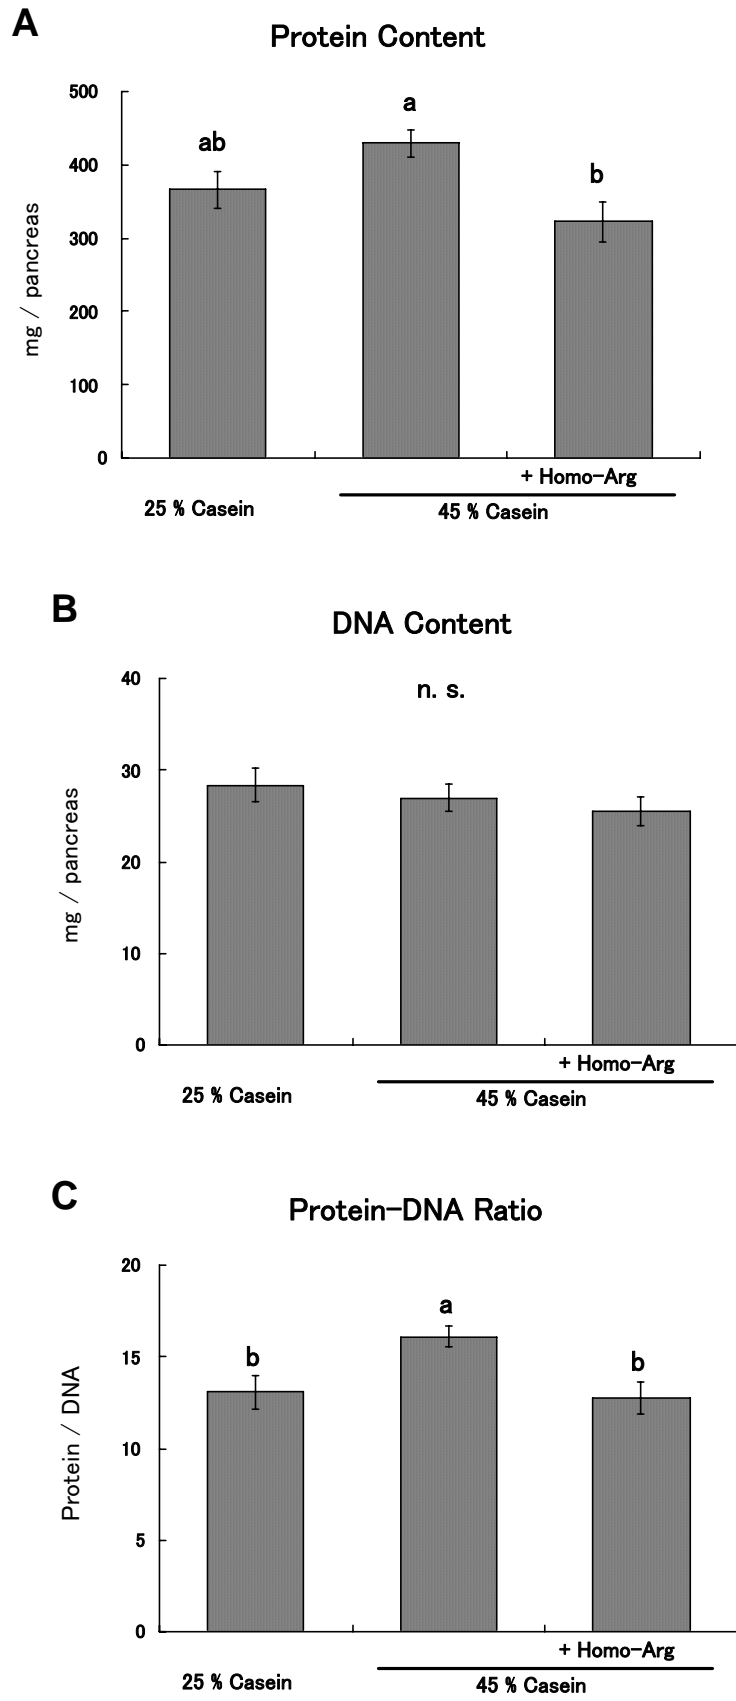 A
Protein Content
mg / pancreas
500
400
300
200
100
0
ab
a
b
+ Homo-Arg
25 % Casein
45 % Casein
B
DNA Content
mg / pancreas
40
30
20
10
0
n. s.
+ Homo-Arg
25 % Casein
45 % Casein
C
Protein-DNA Ratio
Protein / DNA
20
15
10
5
0
b
a
b
+ Homo-Arg
25 % Casein
45 % Casein